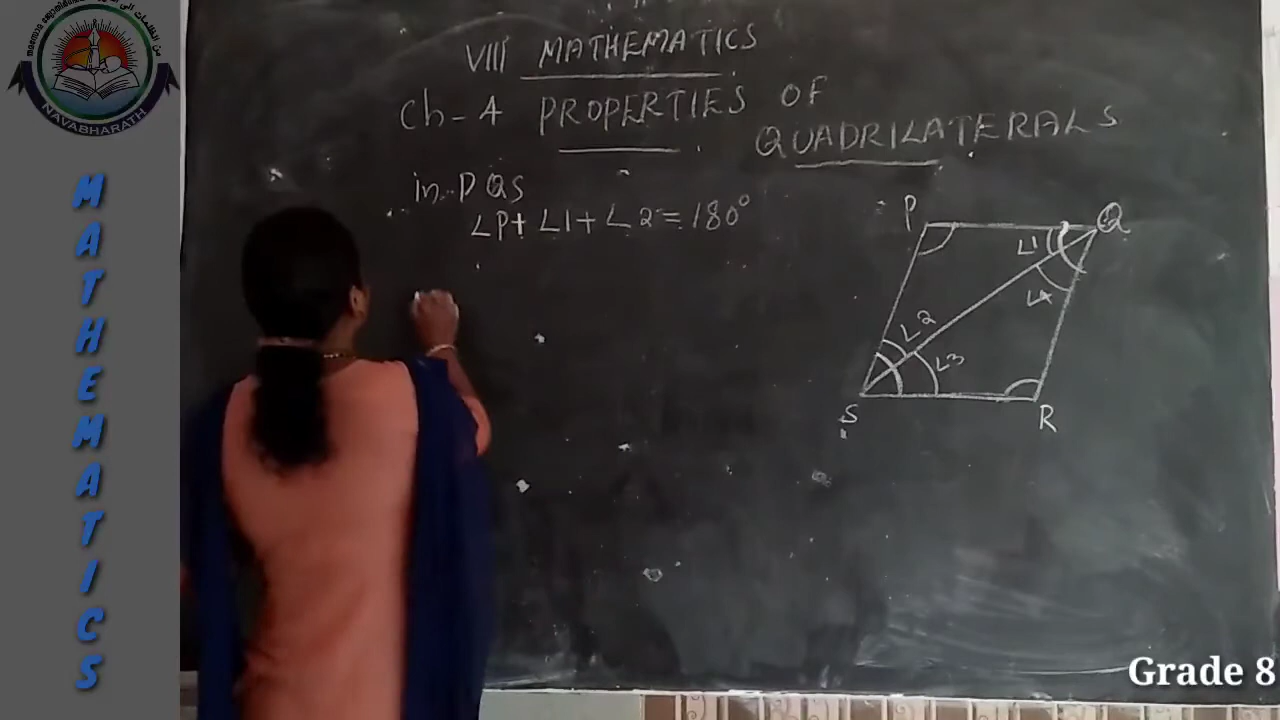 NAVABHARATH
MATHEMATICS
VIII MATHEMATICS
Ch-4 PROPERTIES OF
QUADRILATERALS
in PQS
∠P+ ∠1+ ∠2=180°
P
Q
∠1
∠4
∠2
∠3
S
R
Grade 8